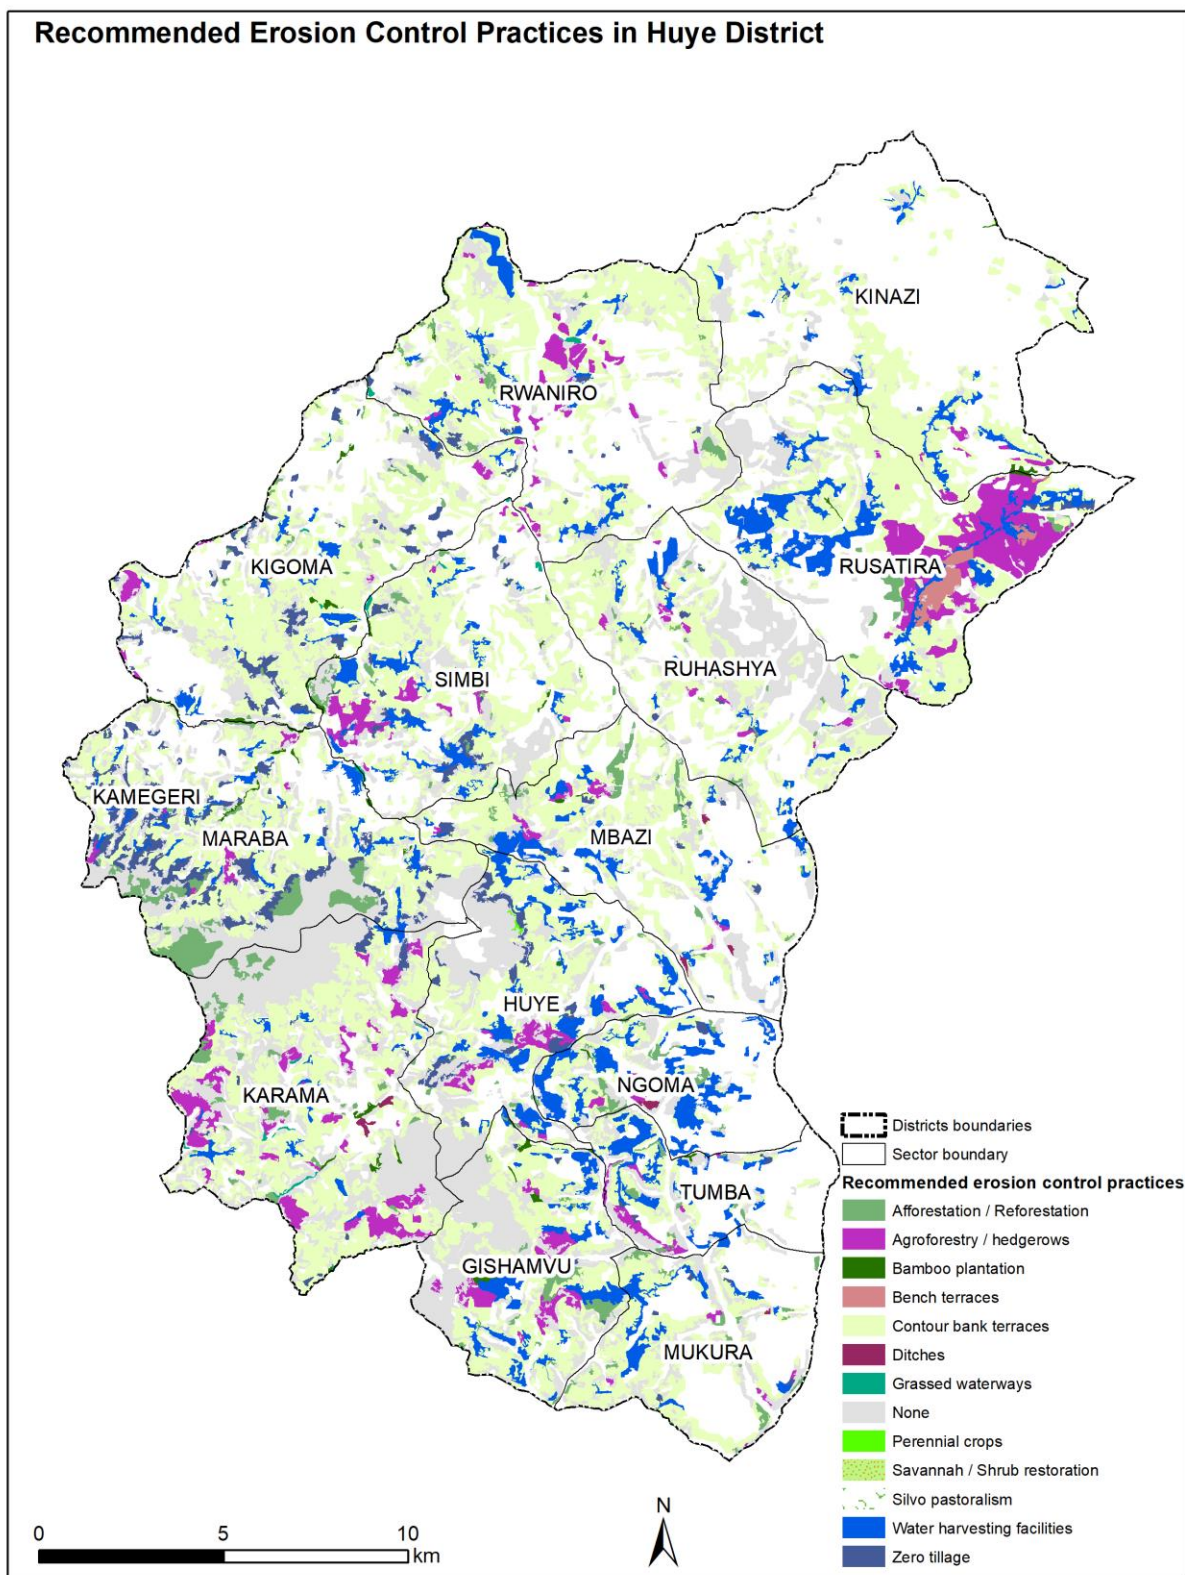 Recommended Erosion Control Practices in Huye District
KINAZI
RWANIRO
KIGOMA
RUSATIRA
SIMBI
RUHASHYA
KAMEGERI
MARABA
MBAZI
HUYE
NGOMA
KARAMA
TUMBA
GISHAMVU
MUKURA
Districts boundaries
Sector boundary
Recommended erosion control practices
Afforestation / Reforestation
Agroforestry / hedgerows
Bamboo plantation
Bench terraces
Contour bank terraces
Ditches
Grassed waterways
None
Perennial crops
Savannah / Shrub restoration
Silvo pastoralism
Water harvesting facilities
Zero tillage
N
0 5 10
km